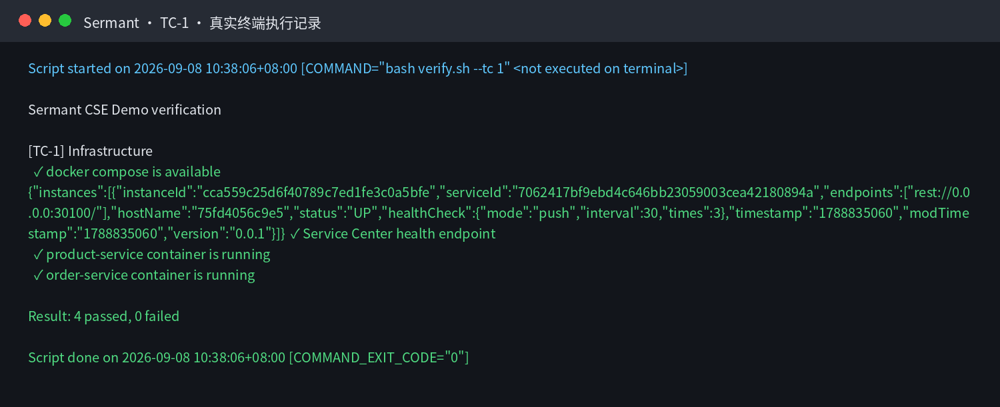 Sermant · TC-1 · 真实终端执行记录
Script started on 2026-09-08 10:38:06+08:00 [COMMAND="bash verify.sh --tc 1" <not executed on terminal>]
Sermant CSE Demo verification
[TC-1] Infrastructure
✓ docker compose is available
{"instances":[{"instanceId":"cca559c25d6f40789c7ed1fe3c0a5bfe","serviceId":"7062417bf9ebd4c646bb23059003cea42180894a","endpoints":["rest://0.0
.0.0:30100/"],"hostName":"75fd4056c9e5","status":"UP","healthCheck":{"mode":"push","interval":30,"times":3},"timestamp":"1788835060","modTime
stamp":"1788835060","version":"0.0.1"}]} ✓ Service Center health endpoint
✓ product-service container is running
✓ order-service container is running
Result: 4 passed, 0 failed
Script done on 2026-09-08 10:38:06+08:00 [COMMAND_EXIT_CODE="0"]